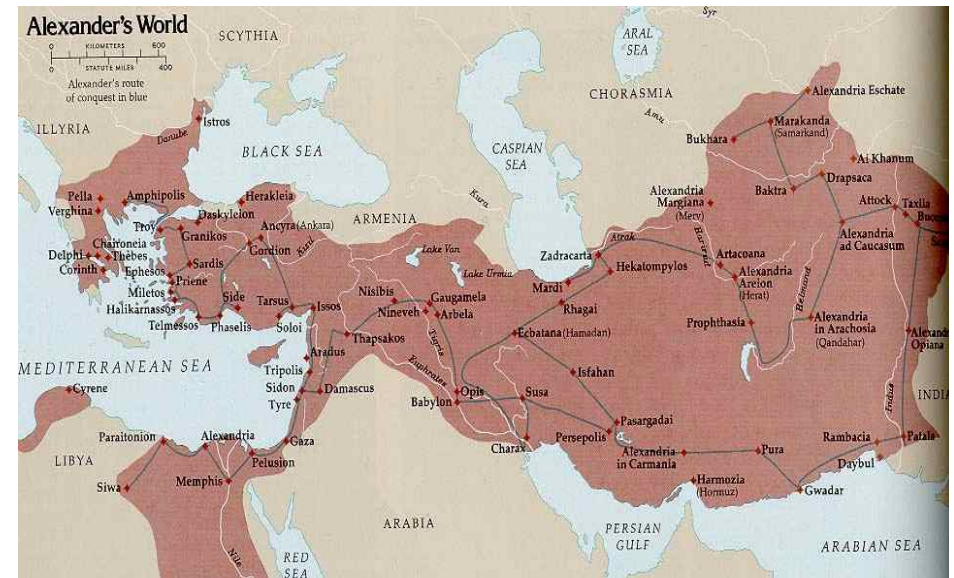 Alexander's World
0 KILOMETERS 600
0 STATUTE MILES 400
Alexander's route
of conquest in blue
SCYTHIA
ARAL
SEA
Syr
CHORASMIA
Alexandria Eschate
Amu
Marakanda
(Samarkand)
Bukhara
ILLYRIA
Danube
Istros
BLACK SEA
CASPIAN
SEA
Ai Khanum
Drapsaca
Baktra
Alexandria
Margiana
(Merv)
Attock
Taxila
Pella
Amphipolis
Verghina
Herakleia
Daskyleion
Troy
Granikos
Ancyra (Ankara)
Gordion
Kizil
ARMENIA
Kura
Lake Van
Lake Urmia
Zadracarta
Atrak
Harirud
Hekatompylos
Artacoana
Alexandria
ad Caucasum
Delphi
Chaironeia
Thebes
Corinth
Ephesos
Sardis
Priene
Miletos
Halikarnassos
Telmessos
Side
Phaselis
Tarsus
Soloi
Issos
Nisibis
Nineveh
Gaugamela
Arbela
Mardi
Rhagai
Alexandria
Areion
(Herat)
Helmand
Prophthasia
Alexandria
in Arachosia
(Qandahar)
Opiana
Thapsakos
Tigris
Ecbatana (Hamadan)
MEDITERRANEAN SEA
Aradus
Tripolis
Sidon
Tyre
Damascus
Euphrates
Opis
Babylon
Susa
Isfahan
Indus
INDIA
Cyrene
Paraitonion
Alexandria
Gaza
Pelusion
Memphis
Siwa
LIBYA
Nile
Charax
Pasargadai
Persepolis
Alexandria
in Carmania
Pura
Rambacia
Patala
Daybul
Harmozia
(Hormuz)
Gwadar
ARABIA
RED
SEA
PERSIAN
GULF
ARABIAN SEA